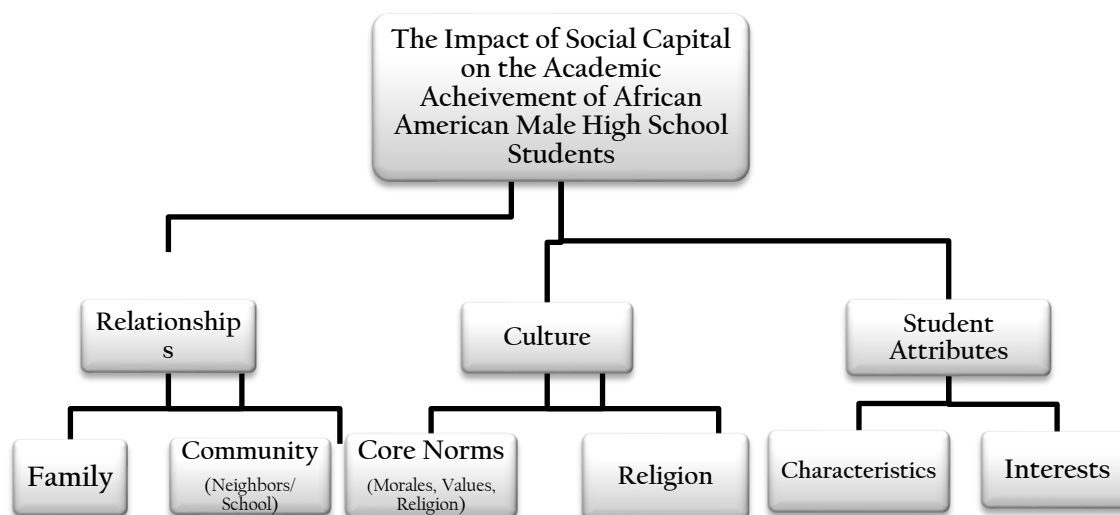 The Impact of Social Capital
on the Academic
Acheivement of African
American Male High School
Students
Relationship
s
Culture
Student
Attributes
Family
Community
(Neighbors/
School)
Core Norms
(Morales, Values,
Religion)
Religion
Characteristics
Interests